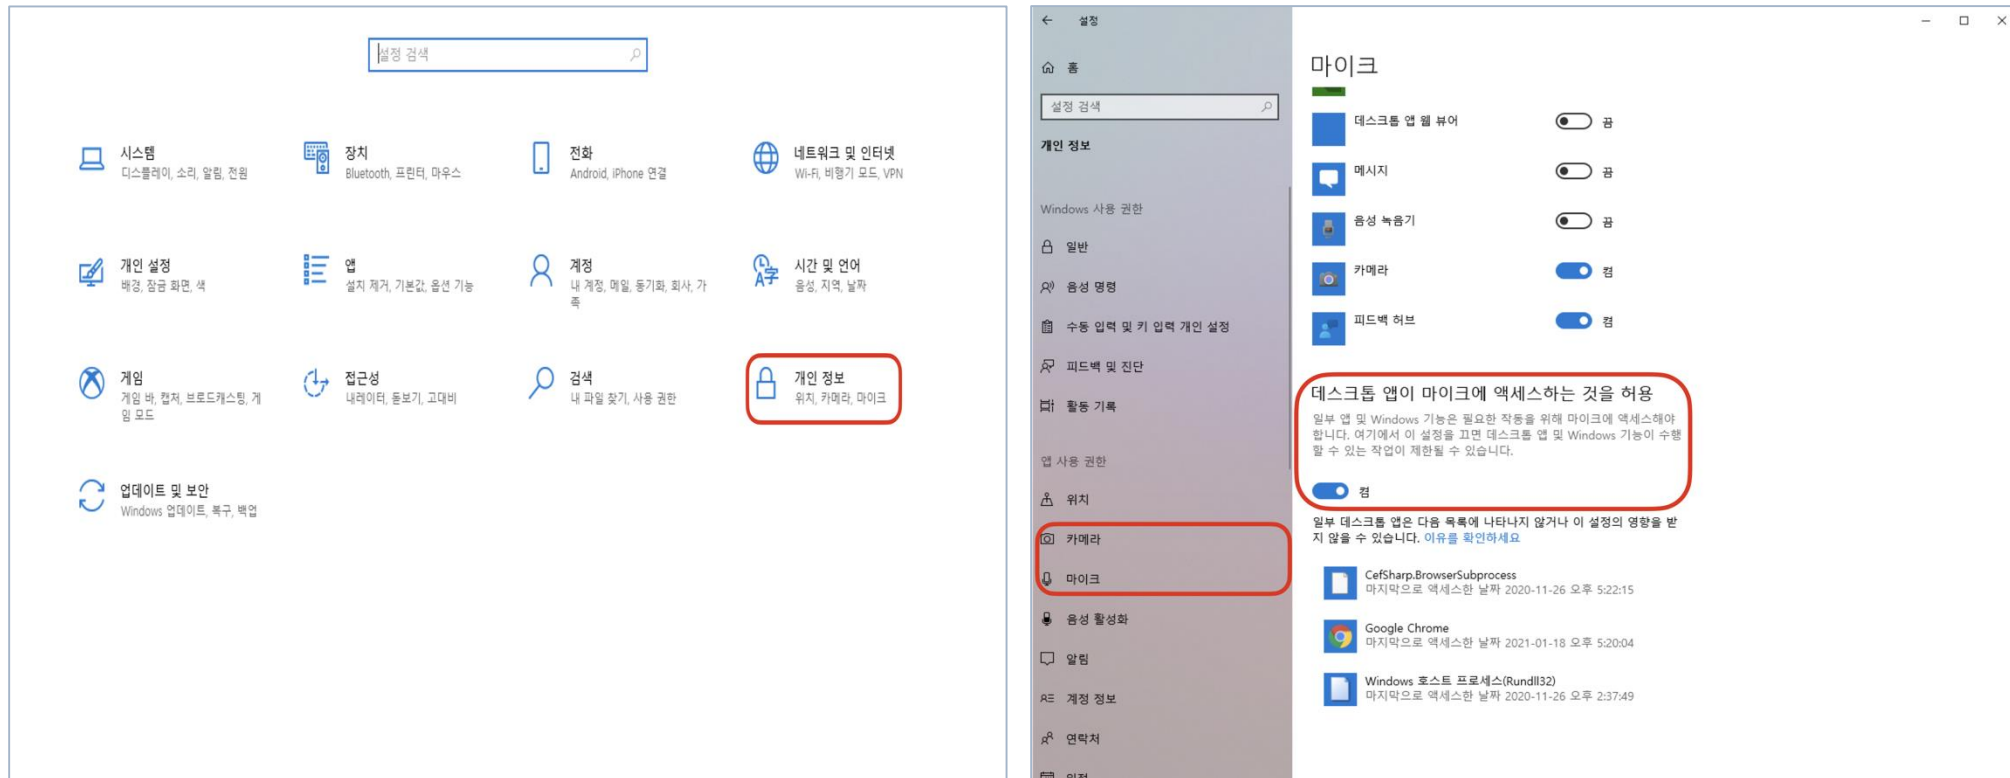 설정 검색
시스템
디스플레이, 소리, 알림, 전원
장치
Bluetooth, 프린터, 마우스
전화
Android, iPhone 연결
네트워크 및 인터넷
Wi-Fi, 비행기 모드, VPN
개인 설정
배경, 잠금 화면, 색
앱
설치 제거, 기본값, 옵션 기능
계정
내 계정, 메일, 동기화, 회사, 가
족
시간 및 언어
음성, 지역, 날짜
게임
게임 바, 캡처, 브로드캐스팅, 게
임 모드
접근성
내레이터, 돋보기, 고대비
검색
내 파일 찾기, 사용 권한
개인 정보
위치, 카메라, 마이크
업데이트 및 보안
Windows 업데이트, 복구, 백업
설정
홈
설정 검색
개인 정보
Windows 사용 권한
일반
음성 명령
수동 입력 및 키 입력 개인 설정
피드백 및 진단
활동 기록
앱 사용 권한
위치
카메라
마이크
음성 활성화
알림
계정 정보
연락처
일정
마이크
데스크톱 앱 웹 뷰어 끔
메시지 끔
음성 녹음기 끔
카메라 켬
피드백 허브 켬
데스크톱 앱이 마이크에 액세스하는 것을 허용
일부 앱 및 Windows 기능은 필요한 작동을 위해 마이크에 액세스해야
합니다. 여기에서 이 설정을 끄면 데스크톱 앱 및 Windows 기능이 수행
할 수 있는 작업이 제한될 수 있습니다.
켬
일부 데스크톱 앱은 다음 목록에 나타나지 않거나 이 설정의 영향을 받
지 않을 수 있습니다. 이유를 확인하세요
CefSharp.BrowserSubprocess
마지막으로 액세스한 날짜 2020-11-26 오후 5:22:15
Google Chrome
마지막으로 액세스한 날짜 2021-01-18 오후 5:20:04
Windows 호스트 프로세스(Rundll32)
마지막으로 액세스한 날짜 2020-11-26 오후 2:37:49